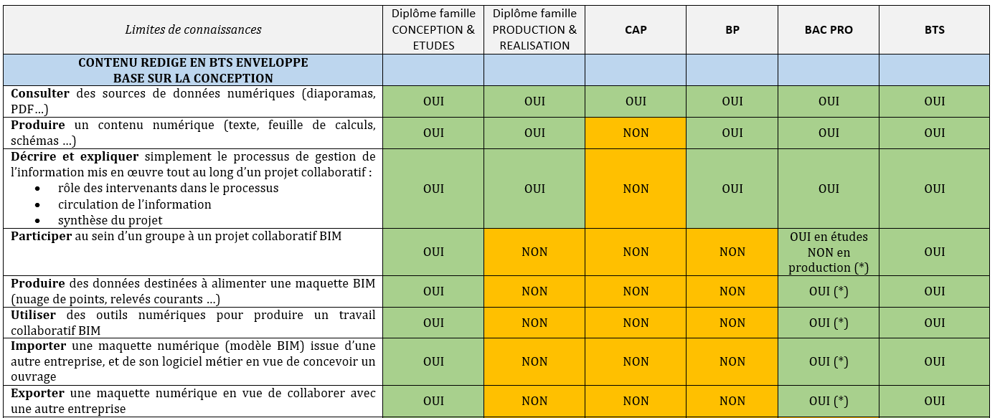 Limites de connaissances
Diplôme famille
CONCEPTION &
ETUDES
Diplôme famille
PRODUCTION &
REALISATION
CAP
BP
BAC PRO
BTS
CONTENU REDIGE EN BTS ENVELOPPE
BASE SUR LA CONCEPTION
Consulter des sources de données numériques (diaporamas,
PDF…)
OUI
OUI
OUI
OUI
OUI
OUI
Produire un contenu numérique (texte, feuille de calculs,
schémas …)
OUI
OUI
NON
OUI
OUI
OUI
Décrire et expliquer simplement le processus de gestion de
l’information mis en œuvre tout au long d’un projet collaboratif :
• rôle des intervenants dans le processus
• circulation de l’information
• synthèse du projet
OUI
OUI
NON
OUI
OUI
OUI
Participer au sein d’un groupe à un projet collaboratif BIM
OUI
NON
NON
NON
OUI en études
NON en
production (*)
OUI
Produire des données destinées à alimenter une maquette BIM
(nuage de points, relevés courants …)
OUI
NON
NON
NON
OUI (*)
OUI
Utiliser des outils numériques pour produire un travail
collaboratif BIM
OUI
NON
NON
NON
OUI (*)
OUI
Importer une maquette numérique (modèle BIM) issue d’une
autre entreprise, et de son logiciel métier en vue de concevoir un
ouvrage
OUI
NON
NON
NON
OUI (*)
OUI
Exporter une maquette numérique en vue de collaborer avec
une autre entreprise
OUI
NON
NON
NON
OUI (*)
OUI